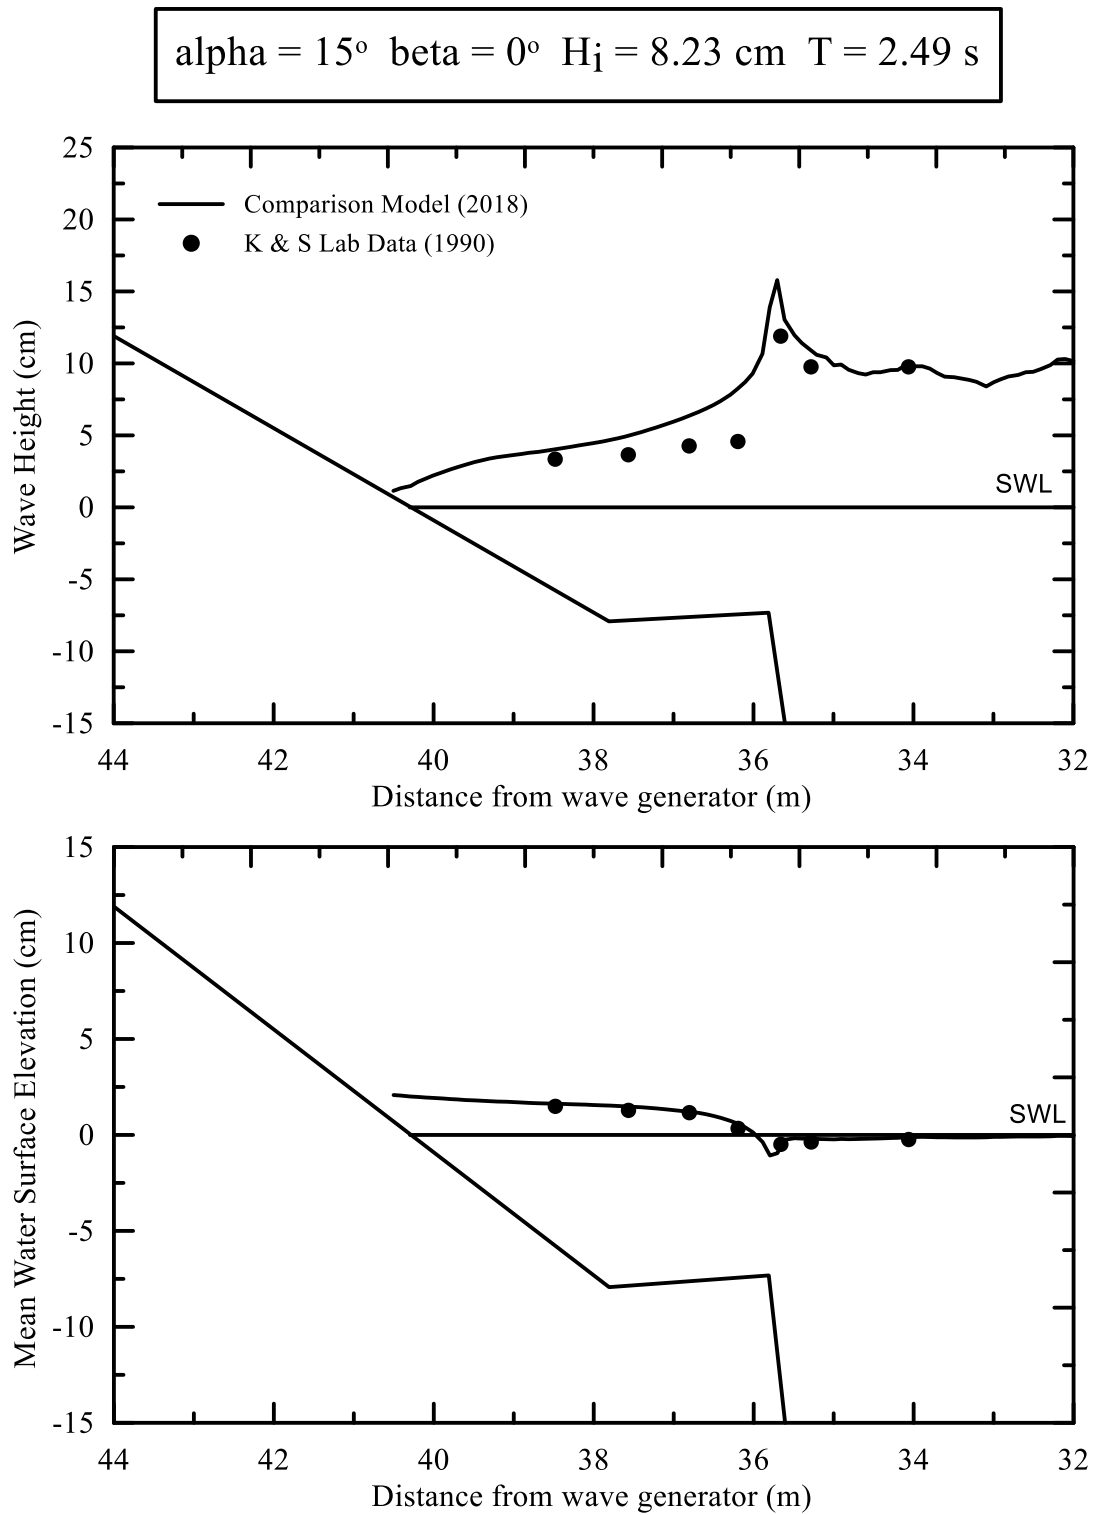 alpha = 15º beta = 0º Hi = 8.23 cm T = 2.49 s
25
20
15
10
5
0
-5
-10
-15
Wave Height (cm)
Comparison Model (2018)
K & S Lab Data (1990)
SWL
44 42 40 38 36 34 32
Distance from wave generator (m)
15
10
5
0
-5
-10
-15
Mean Water Surface Elevation (cm)
SWL
44 42 40 38 36 34 32
Distance from wave generator (m)